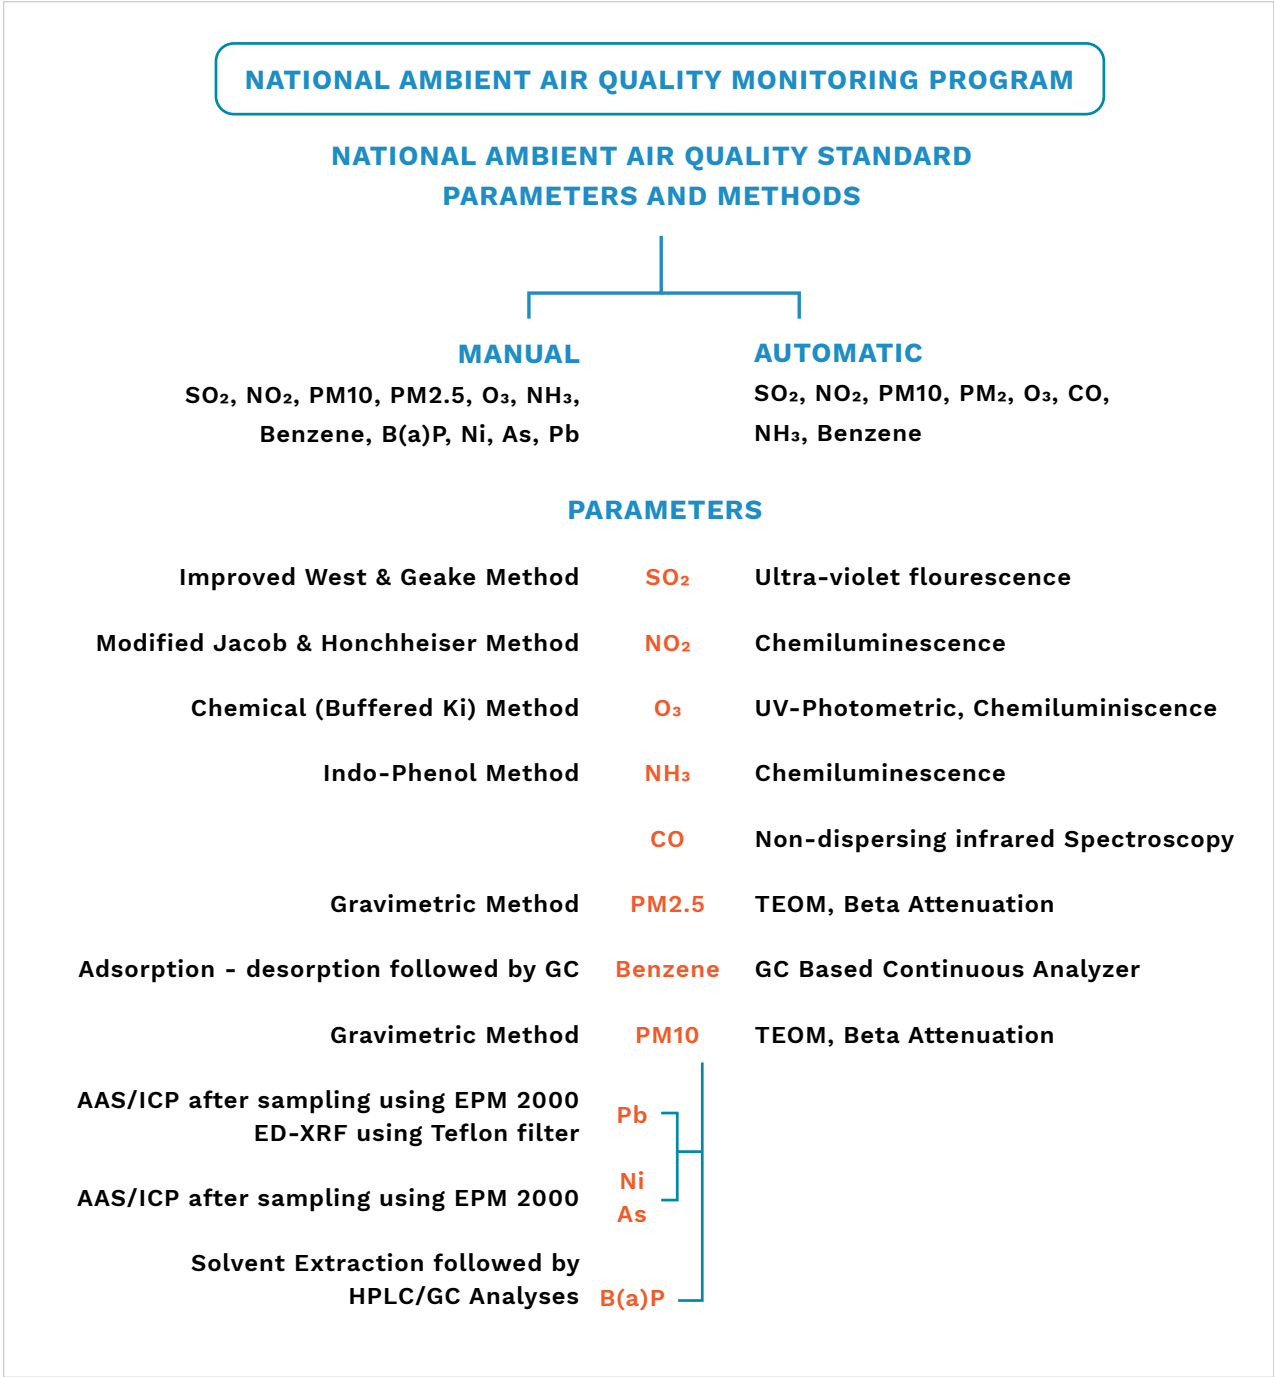 NATIONAL AMBIENT AIR QUALITY MONITORING PROGRAM
NATIONAL AMBIENT AIR QUALITY STANDARD
PARAMETERS AND METHODS
MANUAL
SO₂, NO₂, PM10, PM2.5, O₃, NH₃,
Benzene, B(a)P, Ni, As, Pb
AUTOMATIC
SO₂, NO₂, PM10, PM₂, O₃, CO,
NH₃, Benzene
PARAMETERS
Improved West & Geake Method SO₂ Ultra-violet flourescence
Modified Jacob & Honchheiser Method NO₂ Chemiluminescence
Chemical (Buffered Ki) Method O₃ UV-Photometric, Chemiluminiscence
Indo-Phenol Method NH₃ Chemiluminescence
CO Non-dispersing infrared Spectroscopy
Gravimetric Method PM2.5 TEOM, Beta Attenuation
Adsorption - desorption followed by GC Benzene GC Based Continuous Analyzer
Gravimetric Method PM10 TEOM, Beta Attenuation
AAS/ICP after sampling using EPM 2000
ED-XRF using Teflon filter
Pb
AAS/ICP after sampling using EPM 2000
Ni
As
Solvent Extraction followed by
HPLC/GC Analyses B(a)P